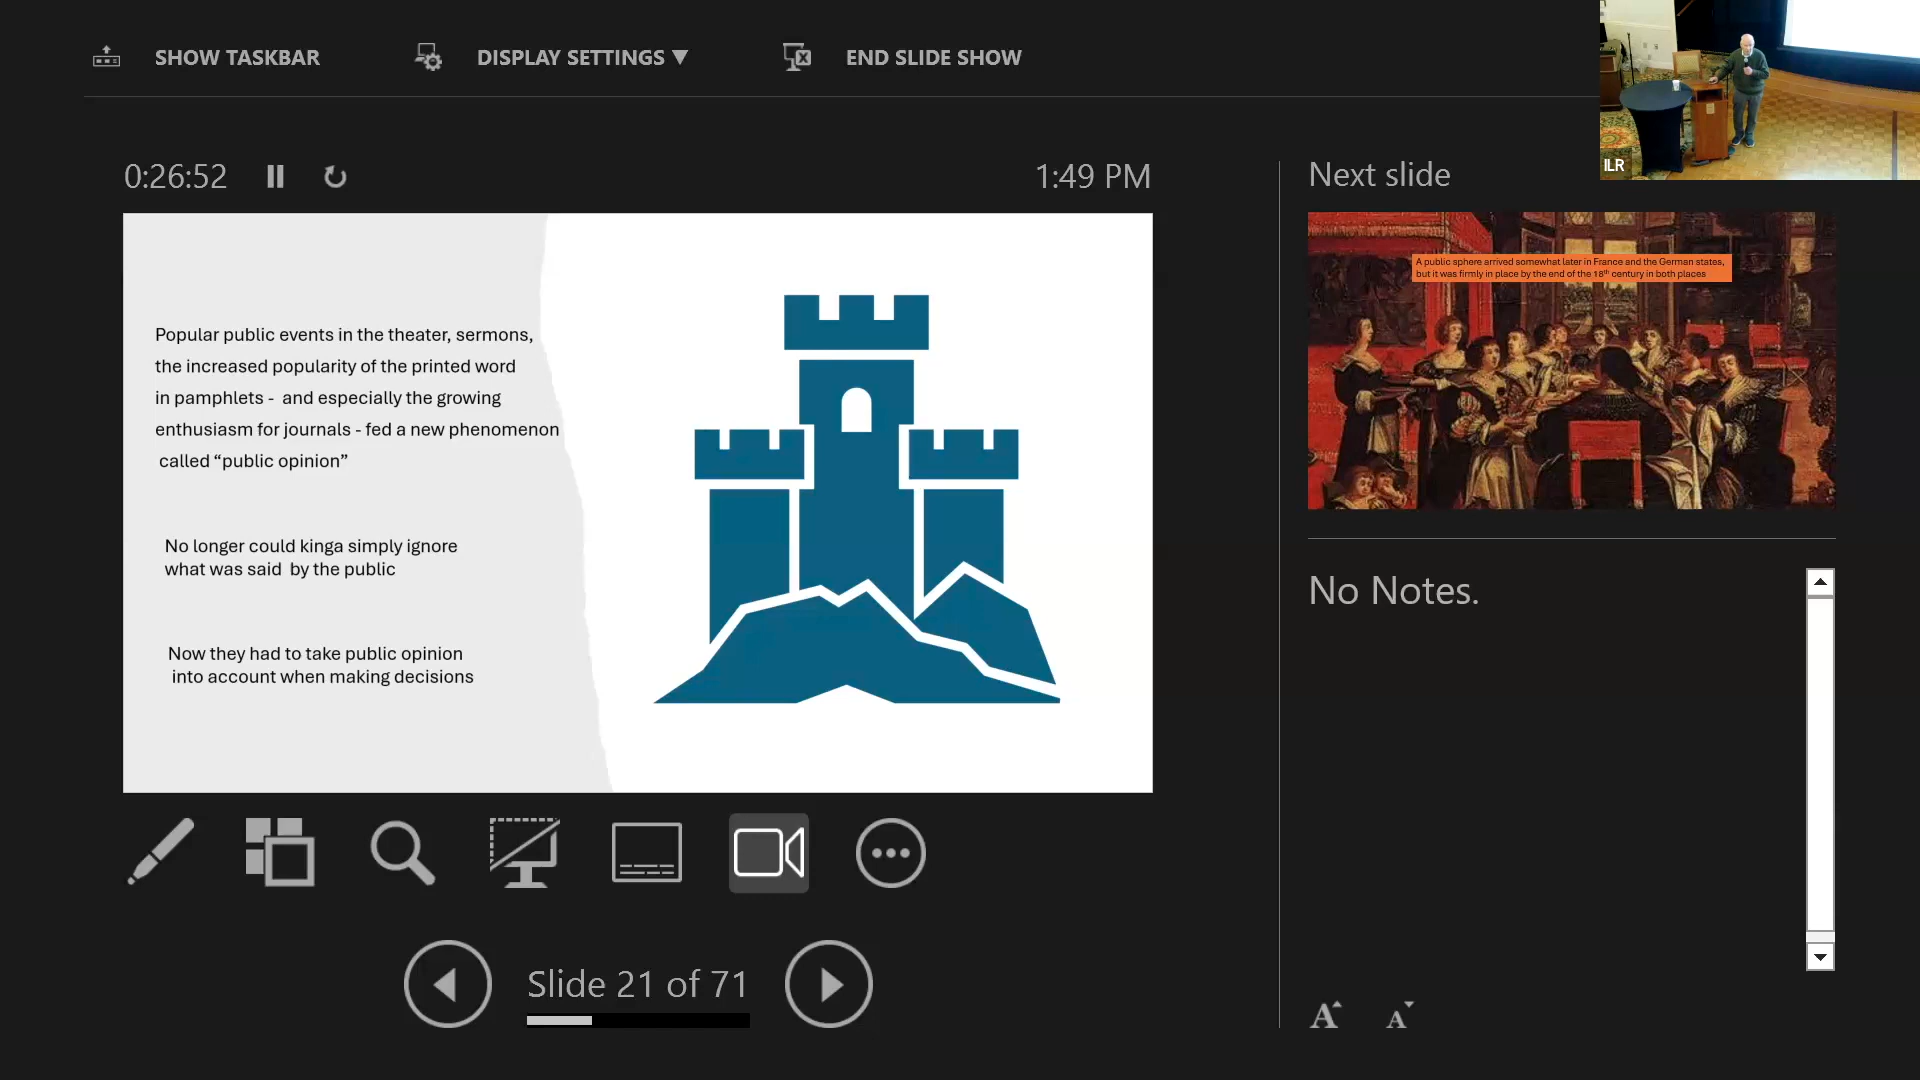 SHOW TASKBAR
DISPLAY SETTINGS ▼
END SLIDE SHOW
ILR
0:26:52
1:49 PM
Next slide
Popular public events in the theater, sermons,
the increased popularity of the printed word
in pamphlets -  and especially the growing
enthusiasm for journals - fed a new phenomenon
called “public opinion”
No longer could kinga simply ignore
what was said  by the public
Now they had to take public opinion
into account when making decisions
A public sphere arrived somewhat later in France and the German states,
but it was firmly in place by the end of the 18th century in both places
No Notes.
Slide 21 of 71
A A